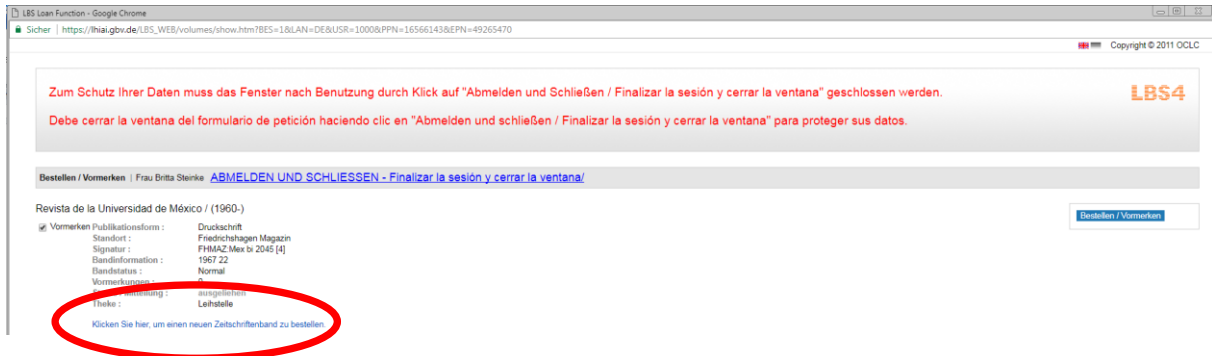 LBS Loan Function - Google Chrome
Sicher | https://lhiai.gbv.de/LBS_WEB/volumes/show.htm?BES=1&LAN=DE&USR=1000&PPN=16566143&EPN=49265470
Copyright © 2011 OCLC
Zum Schutz Ihrer Daten muss das Fenster nach Benutzung durch Klick auf "Abmelden und Schließen / Finalizar la sesión y cerrar la ventana" geschlossen werden.
LBS4
Debe cerrar la ventana del formulario de petición haciendo clic en "Abmelden und schließen / Finalizar la sesión y cerrar la ventana" para proteger sus datos.
Bestellen / Vormerken | Frau Britta Steinke ABMELDEN UND SCHLIESSEN - Finalizar la sesión y cerrar la ventana/
Revista de la Universidad de México / (1960-)
Bestellen / Vormerken
Vormerken Publikationsform : Druckschrift
Standort : Friedrichshagen Magazin
Signatur : FHMAZ:Mex bi 2045 [4]
Bandinformation : 1967 22
Bandstatus : Normal
Vormerkungen :
ausgeliehen
Theke : Leihstelle
Klicken Sie hier, um einen neuen Zeitschriftenband zu bestellen.